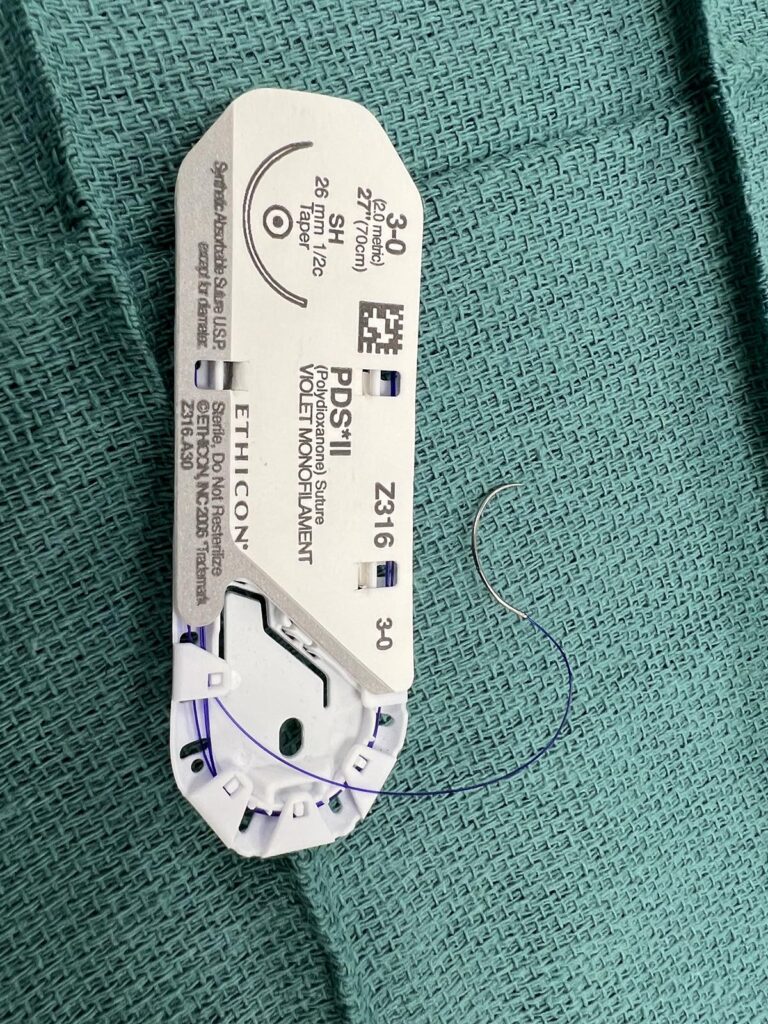 3-0
(2.0 metric)
27"(70cm)
SH
26 mm 1/2c
Taper
PDS*II
(Polydioxanone) Suture
VIOLET MONOFILAMENT
Z316
3-0
ETHICON*
Synthetic Absorbable Suture U.S.P.
except for diameter.
Sterile, Do Not Resterilize
©ETHICON, INC 2006 *Trademark
Z316.A30